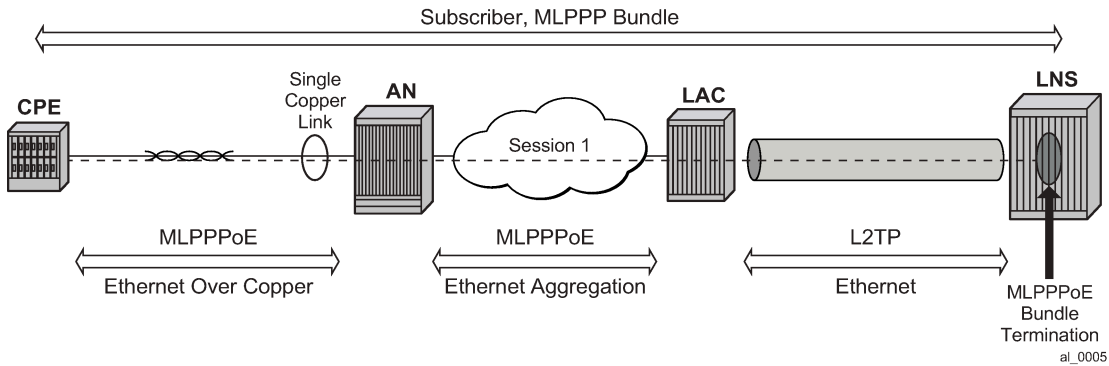 Subscriber, MLPPP Bundle
CPE
Single
Copper
Link
AN
Session 1
LAC
LNS
MLPPPoE
Ethernet Over Copper
MLPPPoE
Ethernet Aggregation
L2TP
Ethernet
MLPPPoE
Bundle
Termination
al_0005